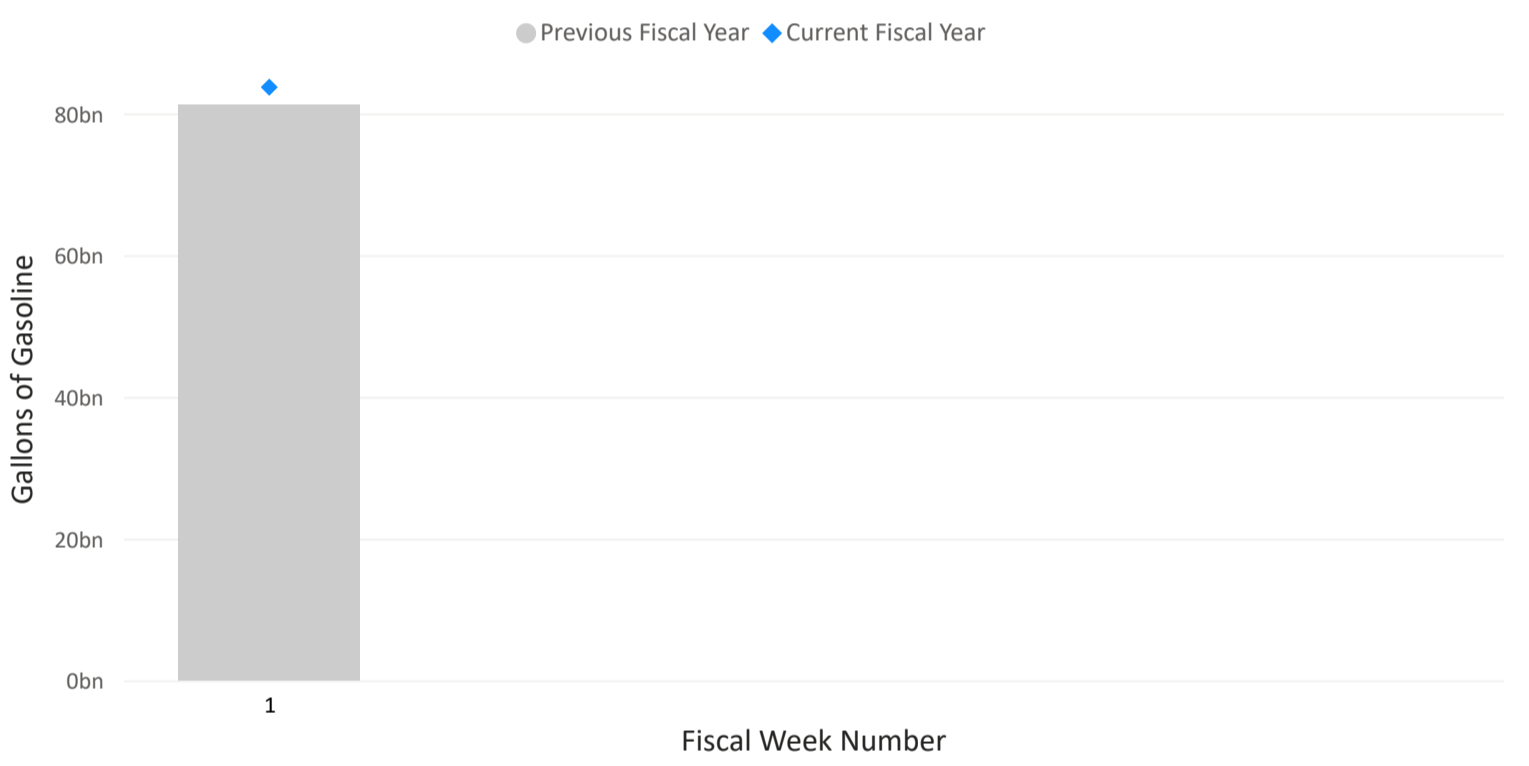 Previous Fiscal Year Current Fiscal Year
80bn
60bn
40bn
20bn
0bn
Gallons of Gasoline
1
Fiscal Week Number